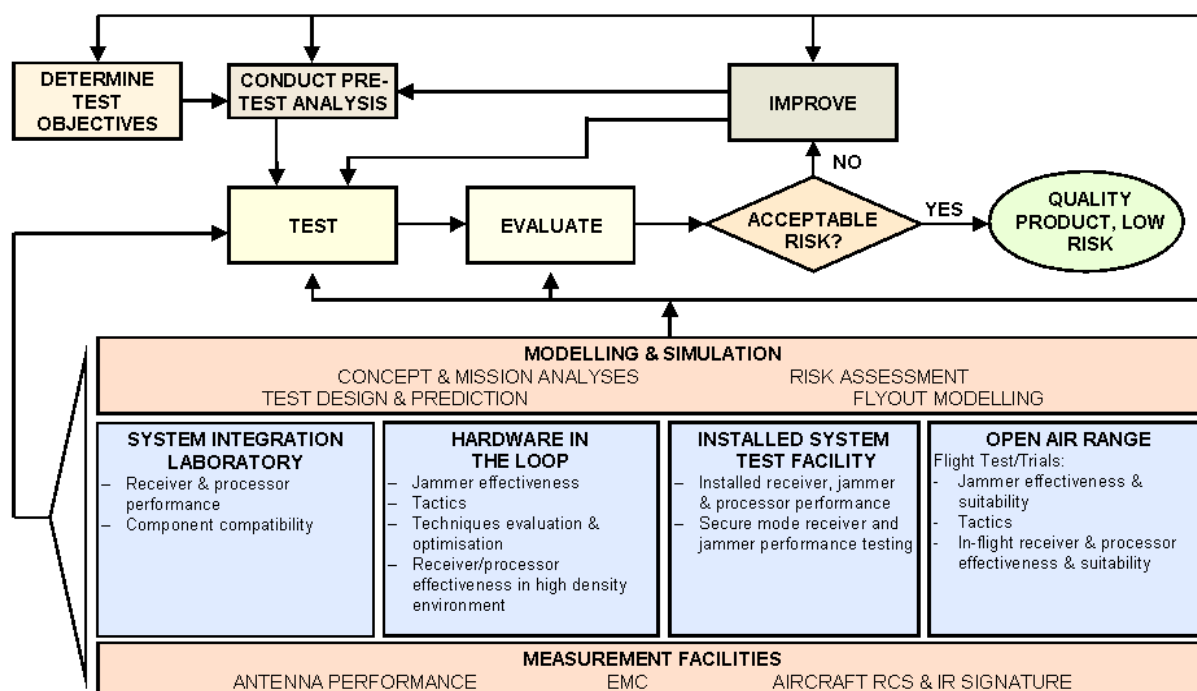 DETERMINE
TEST
OBJECTIVES
CONDUCT PRE-
TEST ANALYSIS
IMPROVE
NO
TEST
EVALUATE
ACCEPTABLE
RISK?
YES
QUALITY
PRODUCT, LOW
RISK
MODELLING & SIMULATION
CONCEPT & MISSION ANALYSES RISK ASSESSMENT
TEST DESIGN & PREDICTION FLYOUT MODELLING
SYSTEM INTEGRATION
LABORATORY
– Receiver & processor
performance
– Component compatibility
HARDWARE IN
THE LOOP
– Jammer effectiveness
– Tactics
– Techniques evaluation &
optimisation
– Receiver/processor
effectiveness in high density
environment
INSTALLED SYSTEM
TEST FACILITY
– Installed receiver, jammer
& processor performance
– Secure mode receiver and
jammer performance testing
OPEN AIR RANGE
Flight Test/Trials:
- Jammer effectiveness &
suitability
- Tactics
- In-flight receiver & processor
effectiveness & suitability
MEASUREMENT FACILITIES
ANTENNA PERFORMANCE EMC AIRCRAFT RCS & IR SIGNATURE